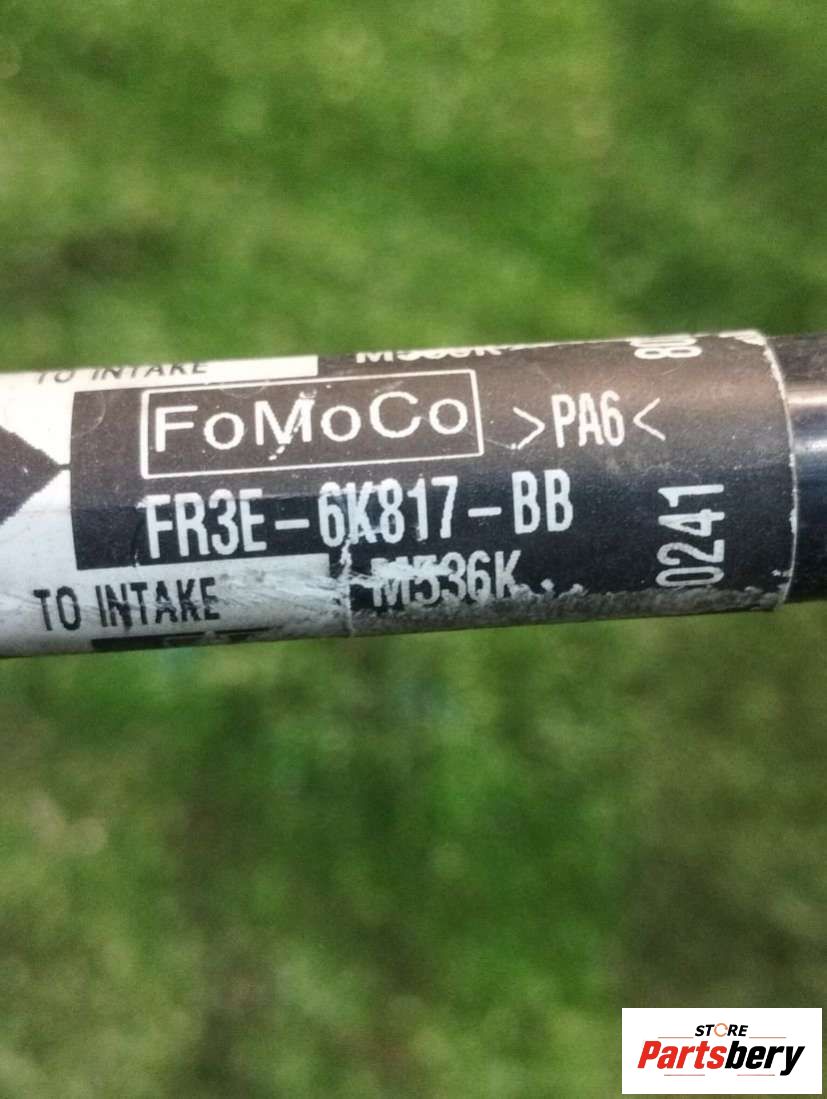 TO INTAKE
FoMoCo
>PA6<
FR3E-6K817-BB
0241
M536K
TO INTAKE
STORE
Partsbery